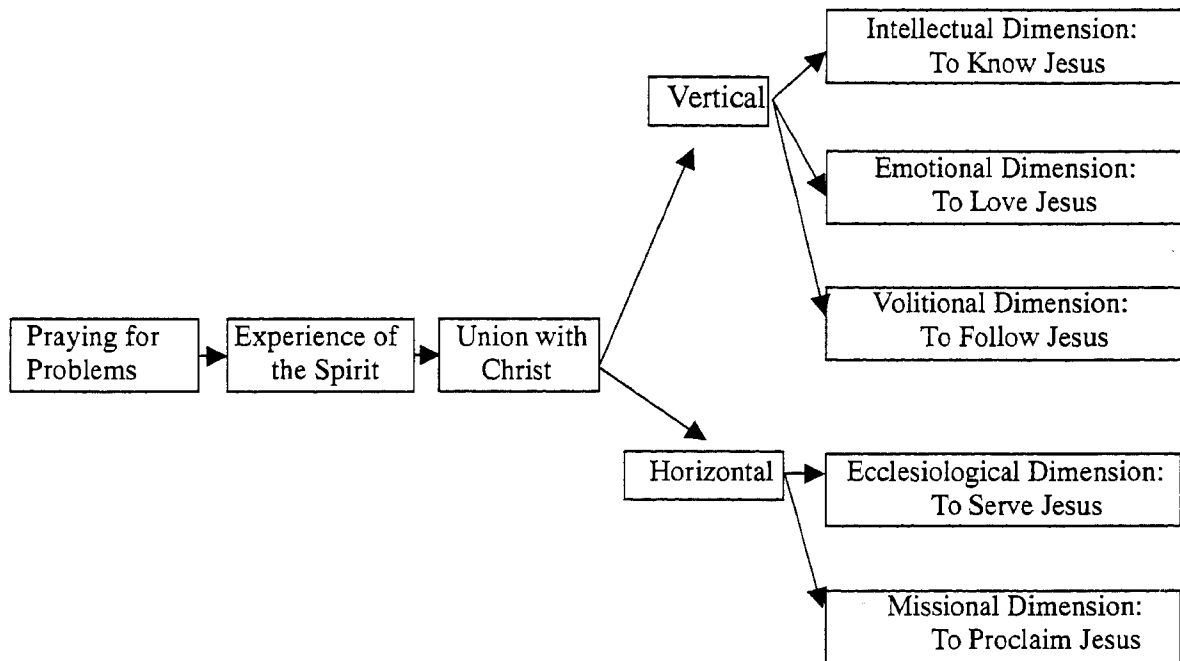 Intellectual Dimension:
To Know Jesus
Vertical
Emotional Dimension:
To Love Jesus
Volitional Dimension:
To Follow Jesus
Praying for
Problems
Experience of
the Spirit
Union with
Christ
Horizontal
Ecclesiological Dimension:
To Serve Jesus
Missional Dimension:
To Proclaim Jesus